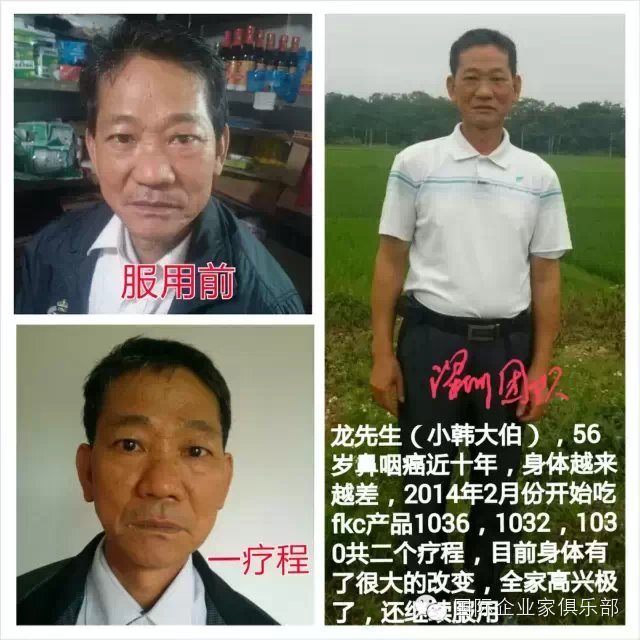 服用前
一疗程
深圳团队
龙先生（小韩大伯），56
岁鼻咽癌近十年，身体越来
越差，2014年2月份开始吃
fkc产品1036，1032，103
0共二个疗程，目前身体有
了很大的改变，全家高兴极
了，还继续服用
国际企业家俱乐部